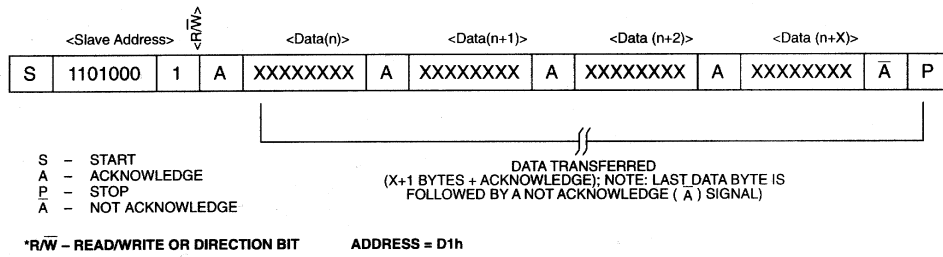 <Slave Address> <R/W̅> <Data(n)> <Data(n+1)> <Data (n+2)> <Data (n+X)>
S 1101000 1 A XXXXXXXX A XXXXXXXX A XXXXXXXX A XXXXXXXX A̅ P
S – START
A – ACKNOWLEDGE
P – STOP
A̅ – NOT ACKNOWLEDGE
DATA TRANSFERRED
(X+1 BYTES + ACKNOWLEDGE); NOTE: LAST DATA BYTE IS
FOLLOWED BY A NOT ACKNOWLEDGE ( A̅ ) SIGNAL)
*R/W̅ – READ/WRITE OR DIRECTION BIT ADDRESS = D1h